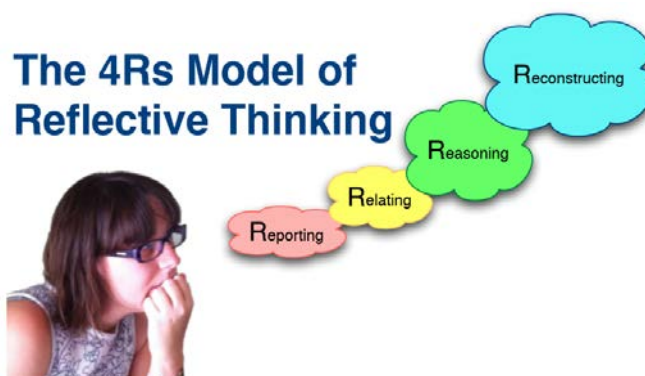 The 4Rs Model of
Reflective Thinking
Reconstructing
Reasoning
Relating
Reporting